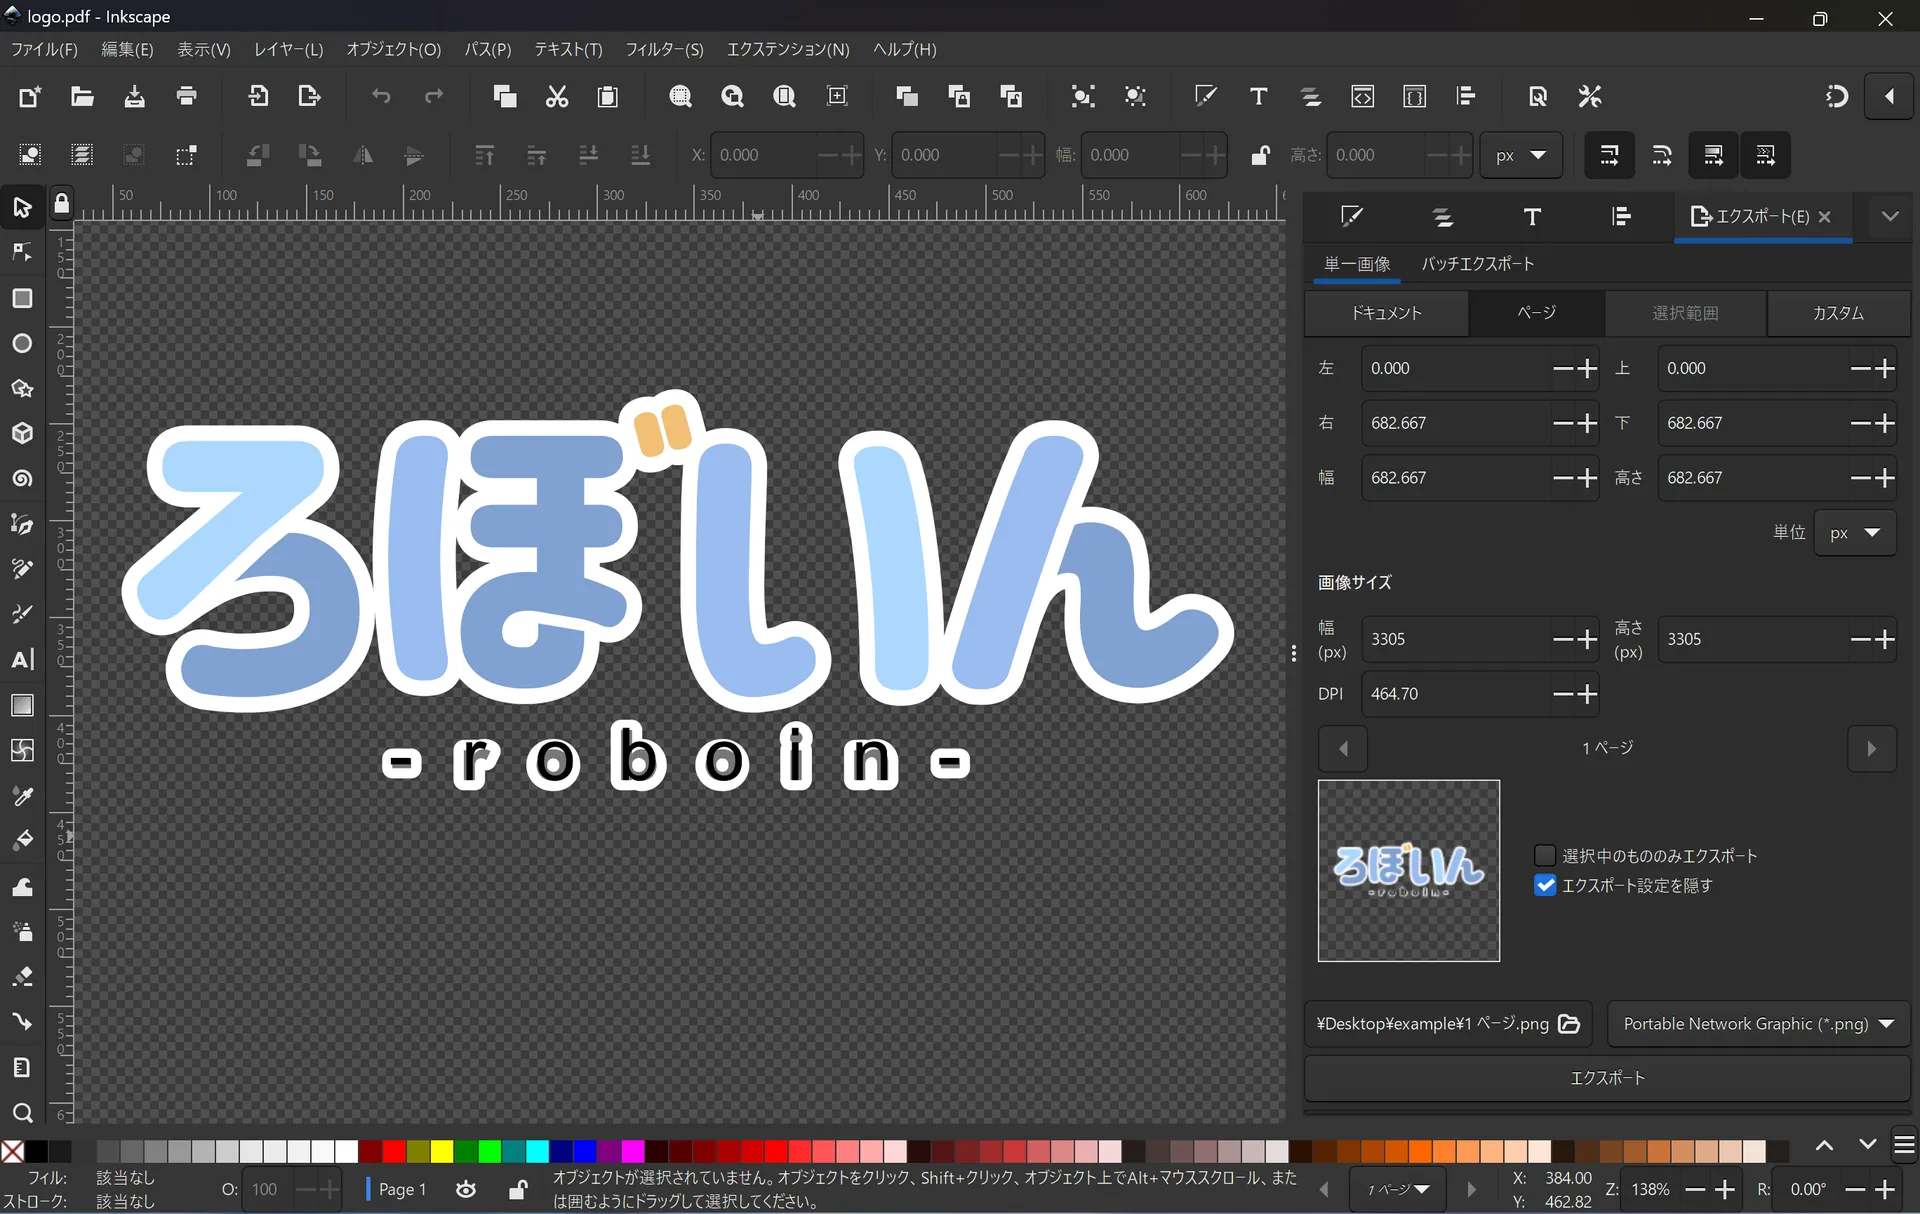 logo.pdf - Inkscape
ファイル(F) 編集(E) 表示(V) レイヤー(L) オブジェクト(O) パス(P) テキスト(T) フィルター(S) エクステンション(N) ヘルプ(H)
X: 0.000 Y: 0.000 幅: 0.000 高さ: 0.000 px
50 100 150 200 250 300 350 400 450 500 550 600
エクスポート(E)
単一画像 バッチエクスポート
ドキュメント ページ 選択範囲 カスタム
左 0.000 上 0.000
右 682.667 下 682.667
幅 682.667 高さ 682.667
単位 px
画像サイズ
幅 (px) 3305 高さ (px) 3305
DPI 464.70
1 ページ
ろぼいん
- r o b o i n -
ろぼいん
-roboin-
選択中のもののみエクスポート
エクスポート設定を隠す
¥Desktop¥example¥1 ページ.png Portable Network Graphic (*.png)
エクスポート
フィル: 該当なし
ストローク: 該当なし
O: 100
Page 1
オブジェクトが選択されていません。オブジェクトをクリック、Shift+クリック、オブジェクト上でAlt+マウススクロール、また
は囲むようにドラッグして選択してください。
1 ページ
X: 384.00
Y: 462.82
Z: 138%
R: 0.00°